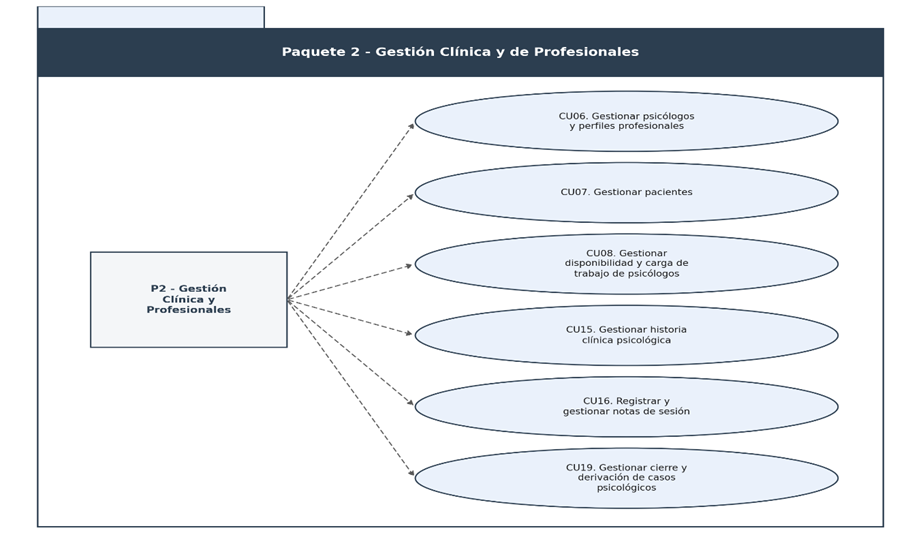 Paquete 2 - Gestión Clínica y de Profesionales
CU06. Gestionar psicólogos
y perfiles profesionales
CU07. Gestionar pacientes
CU08. Gestionar
disponibilidad y carga de
trabajo de psicólogos
P2 - Gestión
Clínica y
Profesionales
CU15. Gestionar historia
clínica psicológica
CU16. Registrar y
gestionar notas de sesión
CU19. Gestionar cierre y
derivación de casos
psicológicos